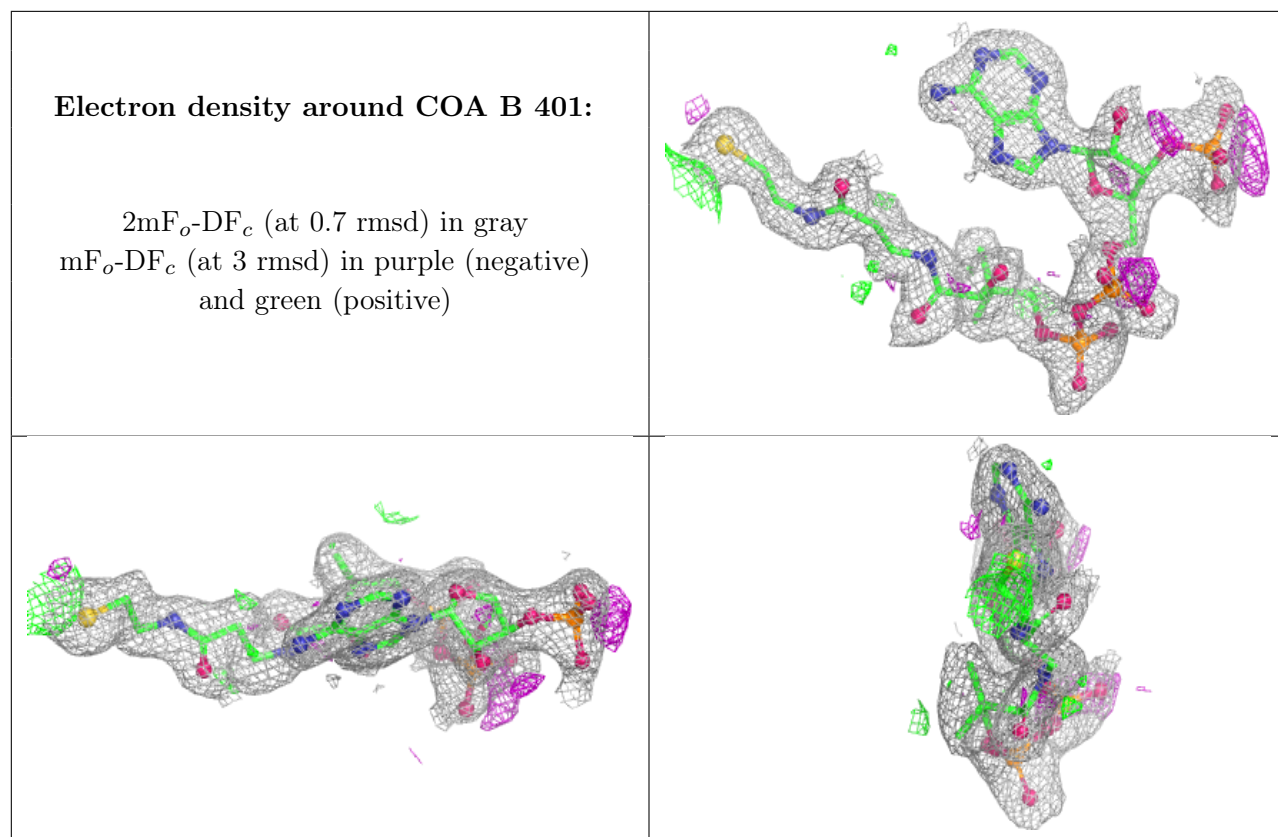 Electron density around COA B 401:
2mFo-DFc (at 0.7 rmsd) in gray
mFo-DFc (at 3 rmsd) in purple (negative)
and green (positive)